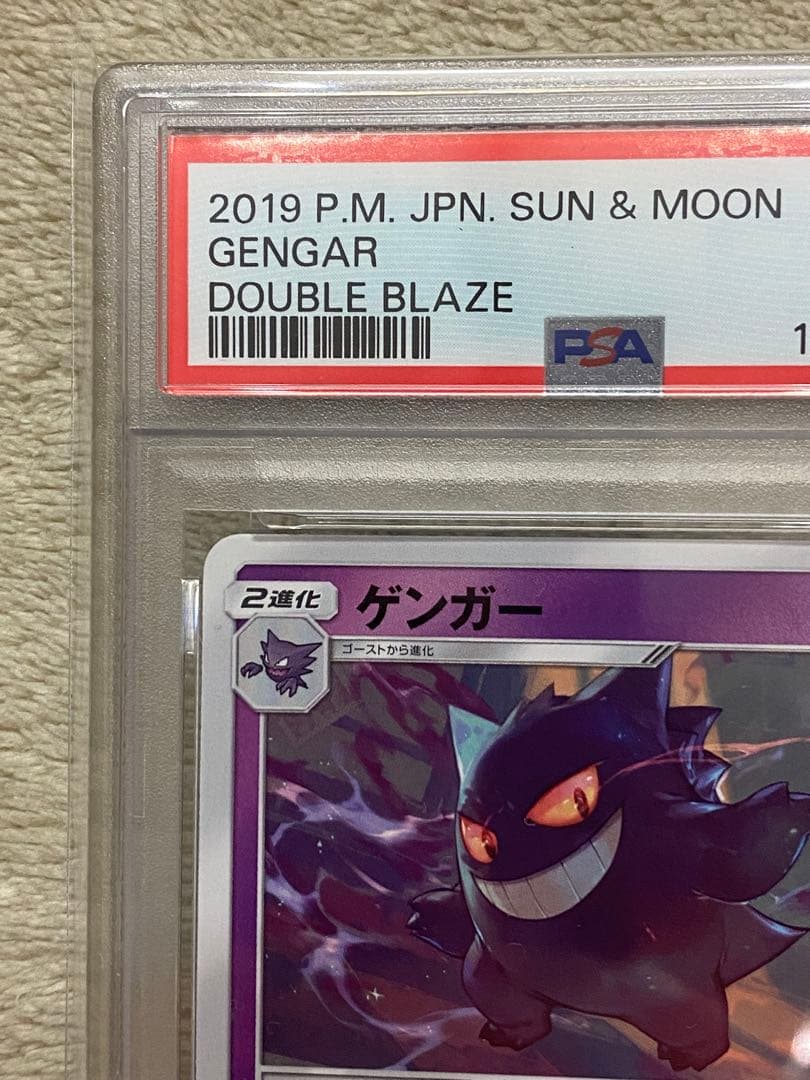 2019 P.M. JPN. SUN & MOON
GENGAR
DOUBLE BLAZE
PSA
1
2進化
ゲンガー
ゴーストから進化